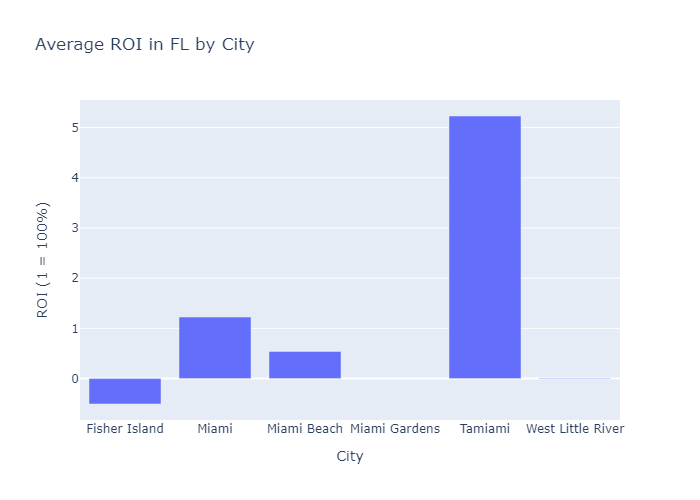 Average ROI in FL by City
ROI (1 = 100%)
5
4
3
2
1
0
Fisher Island Miami Miami Beach Miami Gardens Tamiami West Little River
City